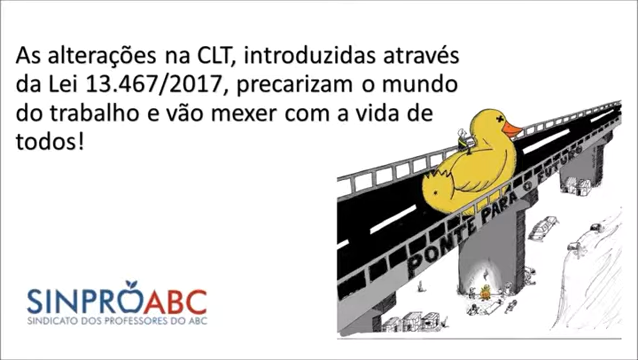 As alterações na CLT, introduzidas através
da Lei 13.467/2017, precarizam o mundo
do trabalho e vão mexer com a vida de
todos!
PONTE PARA O FUTURO
SINPROABC
SINDICATO DOS PROFESSORES DO ABC